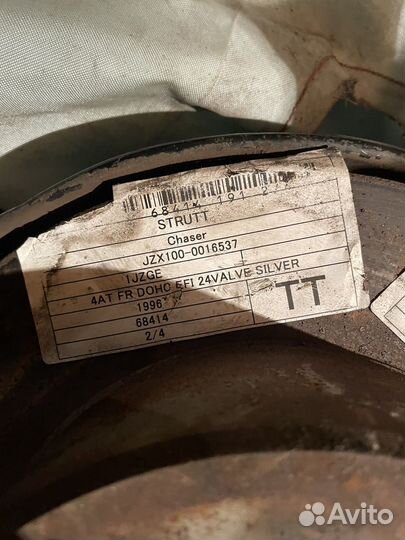 STRUTT
Chaser
JZX100-0016537
1JZGE
4AT FR DOHC EFI 24VALVE SILVER
1996
68414
2/4
TT
Avito